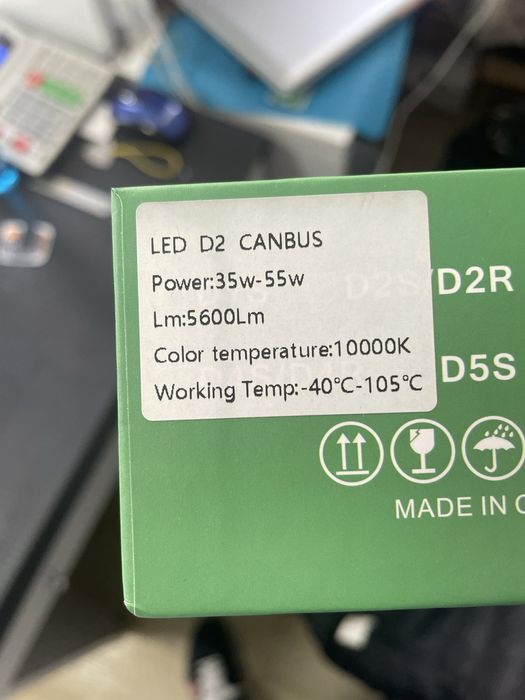 LED D2 CANBUS
Power:35w-55w
D2S/D2R
Lm:5600Lm
Color temperature:10000K
D5S
Working Temp:-40℃-105℃
MADE IN C